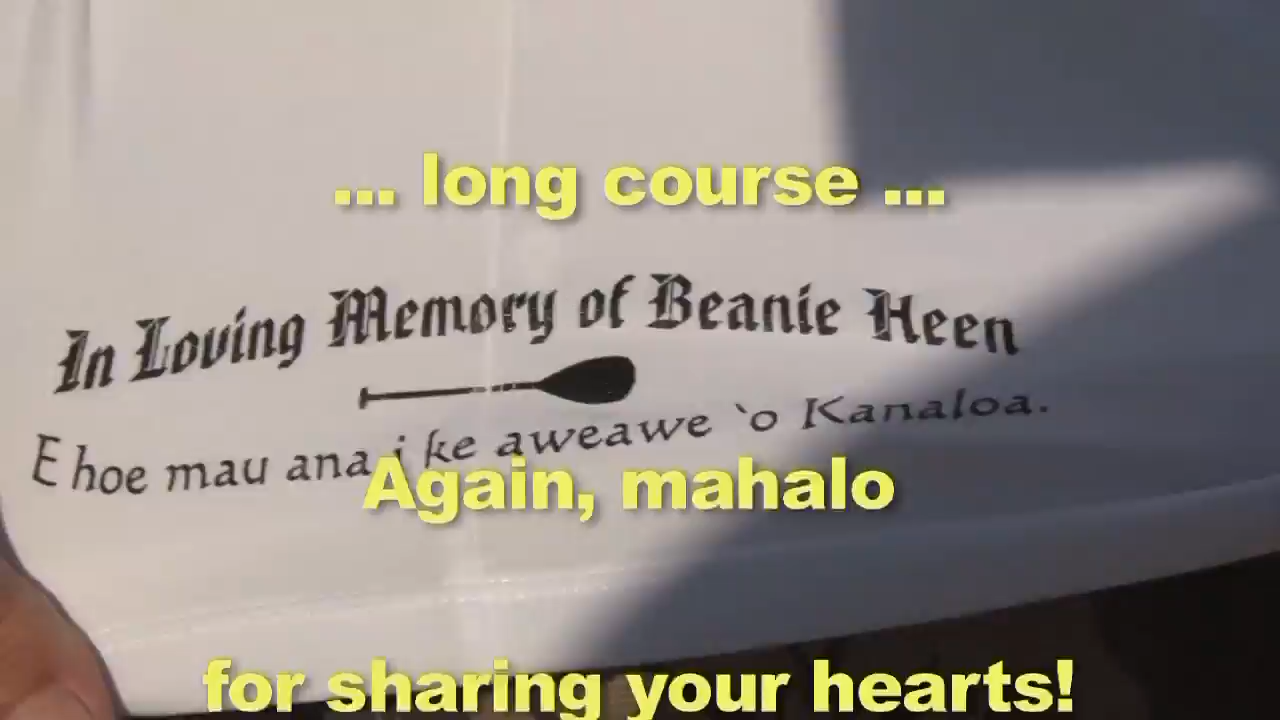 ... long course ...
In Loving Memory of Beanie Heen
E hoe mau ana i ke aweawe `o Kanaloa.
Again, mahalo
for sharing your hearts!